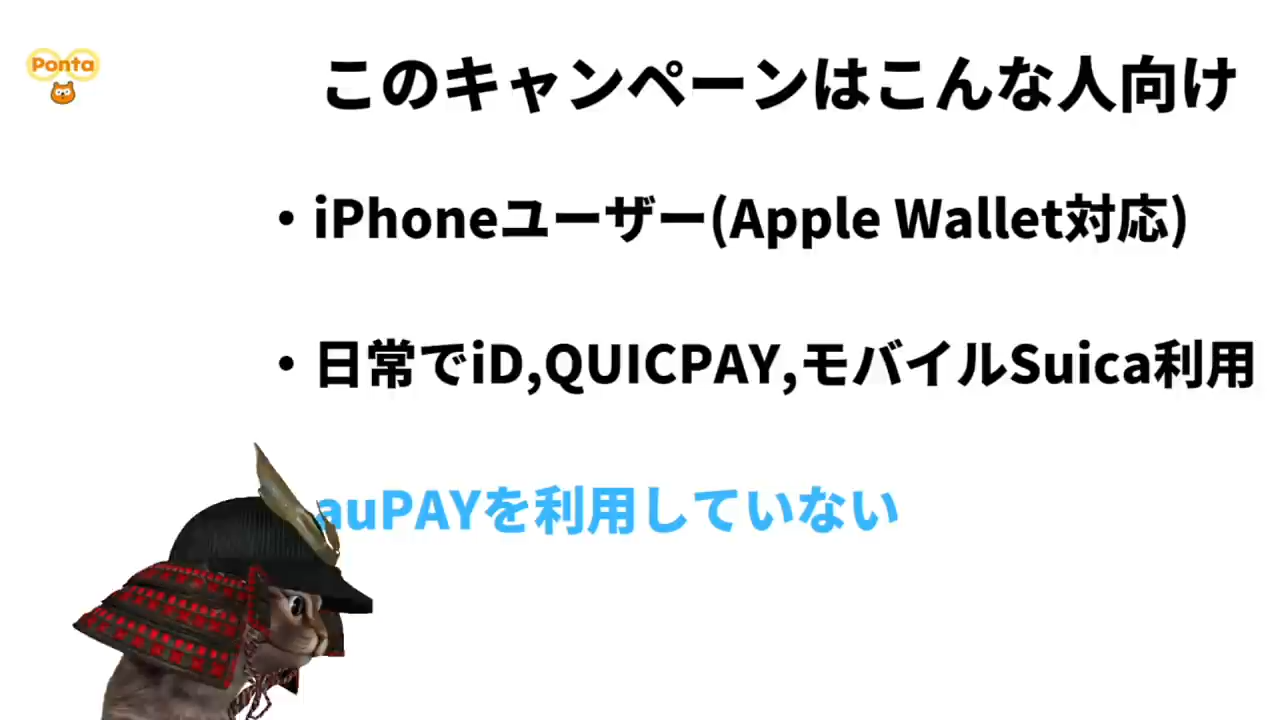 Ponta
このキャンペーンはこんな人向け
・iPhoneユーザー(Apple Wallet対応)
・日常でiD,QUICPAY,モバイルSuica利用
auPAYを利用していない